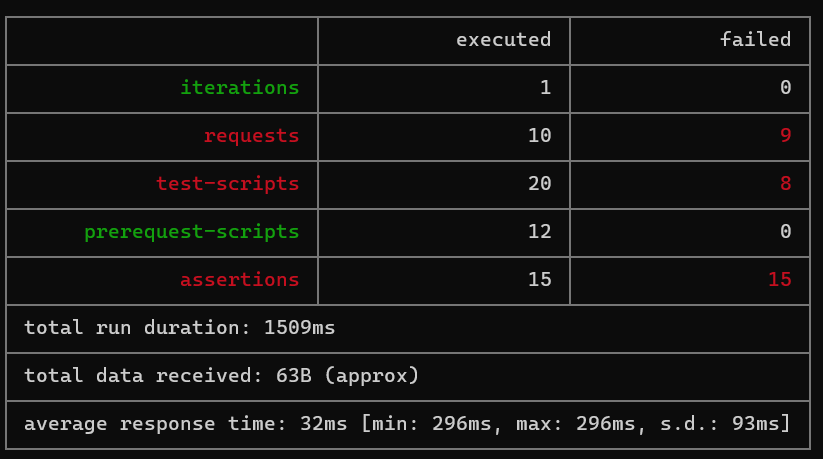 executed failed
iterations 1 0
requests 10 9
test-scripts 20 8
prerequest-scripts 12 0
assertions 15 15
total run duration: 1509ms
total data received: 63B (approx)
average response time: 32ms [min: 296ms, max: 296ms, s.d.: 93ms]